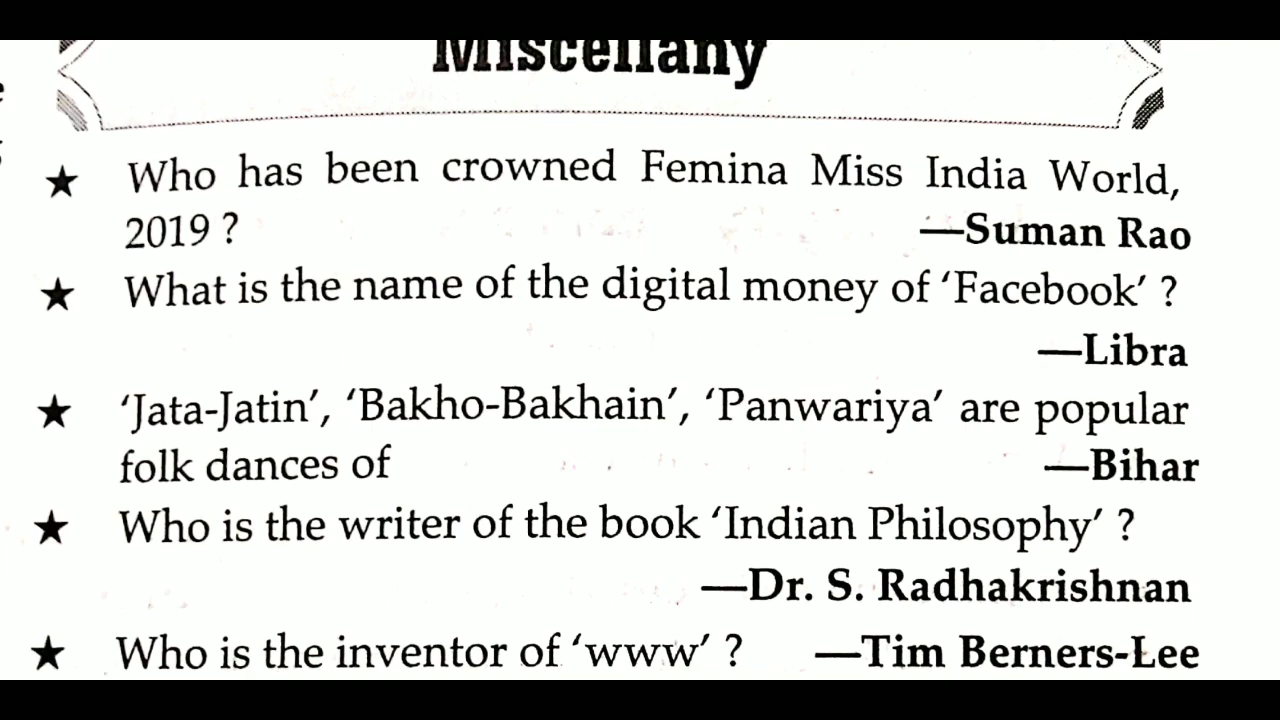 Miscellany
★ Who has been crowned Femina Miss India World,
2019 ? —Suman Rao
★ What is the name of the digital money of ‘Facebook’ ?
—Libra
★ ‘Jata-Jatin’, ‘Bakho-Bakhain’, ‘Panwariya’ are popular
folk dances of —Bihar
★ Who is the writer of the book ‘Indian Philosophy’ ?
—Dr. S. Radhakrishnan
★ Who is the inventor of ‘www’ ? —Tim Berners-Lee